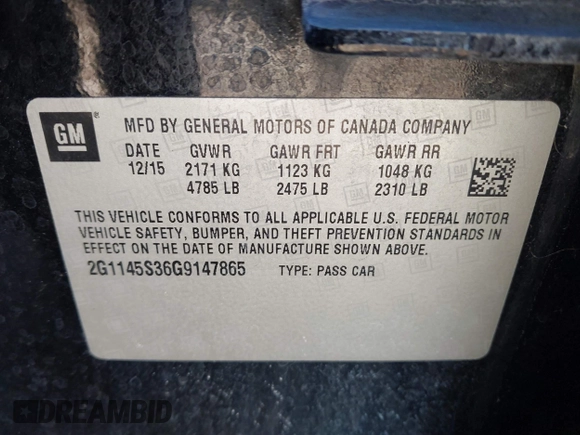 GM
MFD BY GENERAL MOTORS OF CANADA COMPANY
DATE GVWR GAWR FRT GAWR RR
12/15 2171 KG 1123 KG 1048 KG
4785 LB 2475 LB 2310 LB
THIS VEHICLE CONFORMS TO ALL APPLICABLE U.S. FEDERAL MOTOR
VEHICLE SAFETY, BUMPER, AND THEFT PREVENTION STANDARDS IN
EFFECT ON THE DATE OF MANUFACTURE SHOWN ABOVE.
2G1145S36G9147865 TYPE: PASS CAR
DREAMBID